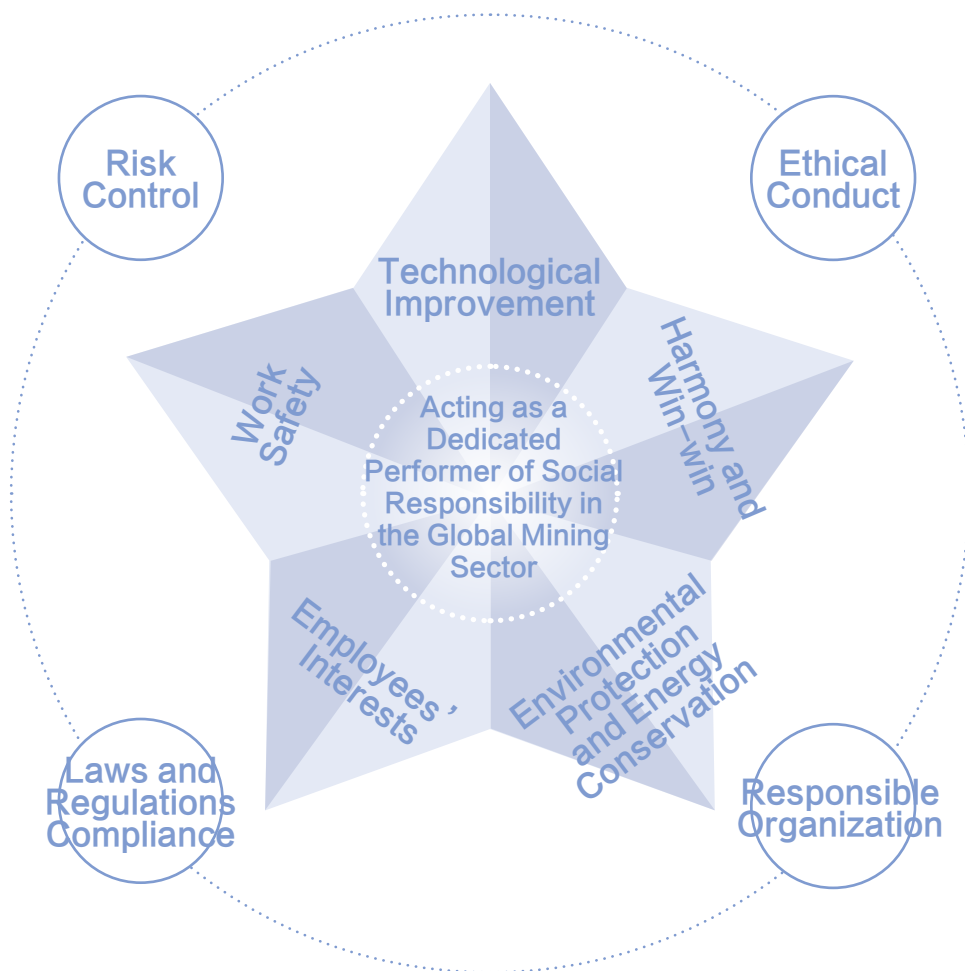 Risk
Control
Ethical
Conduct
Technological
Improvement
Work
Safety
Harmony and
Win–win
Acting as a
Dedicated
Performer of Social
Responsibility in
the Global Mining
Sector
Employees’
Interests
Environmental
Protection
and Energy
Conservation
Laws and
Regulations
Compliance
Responsible
Organization